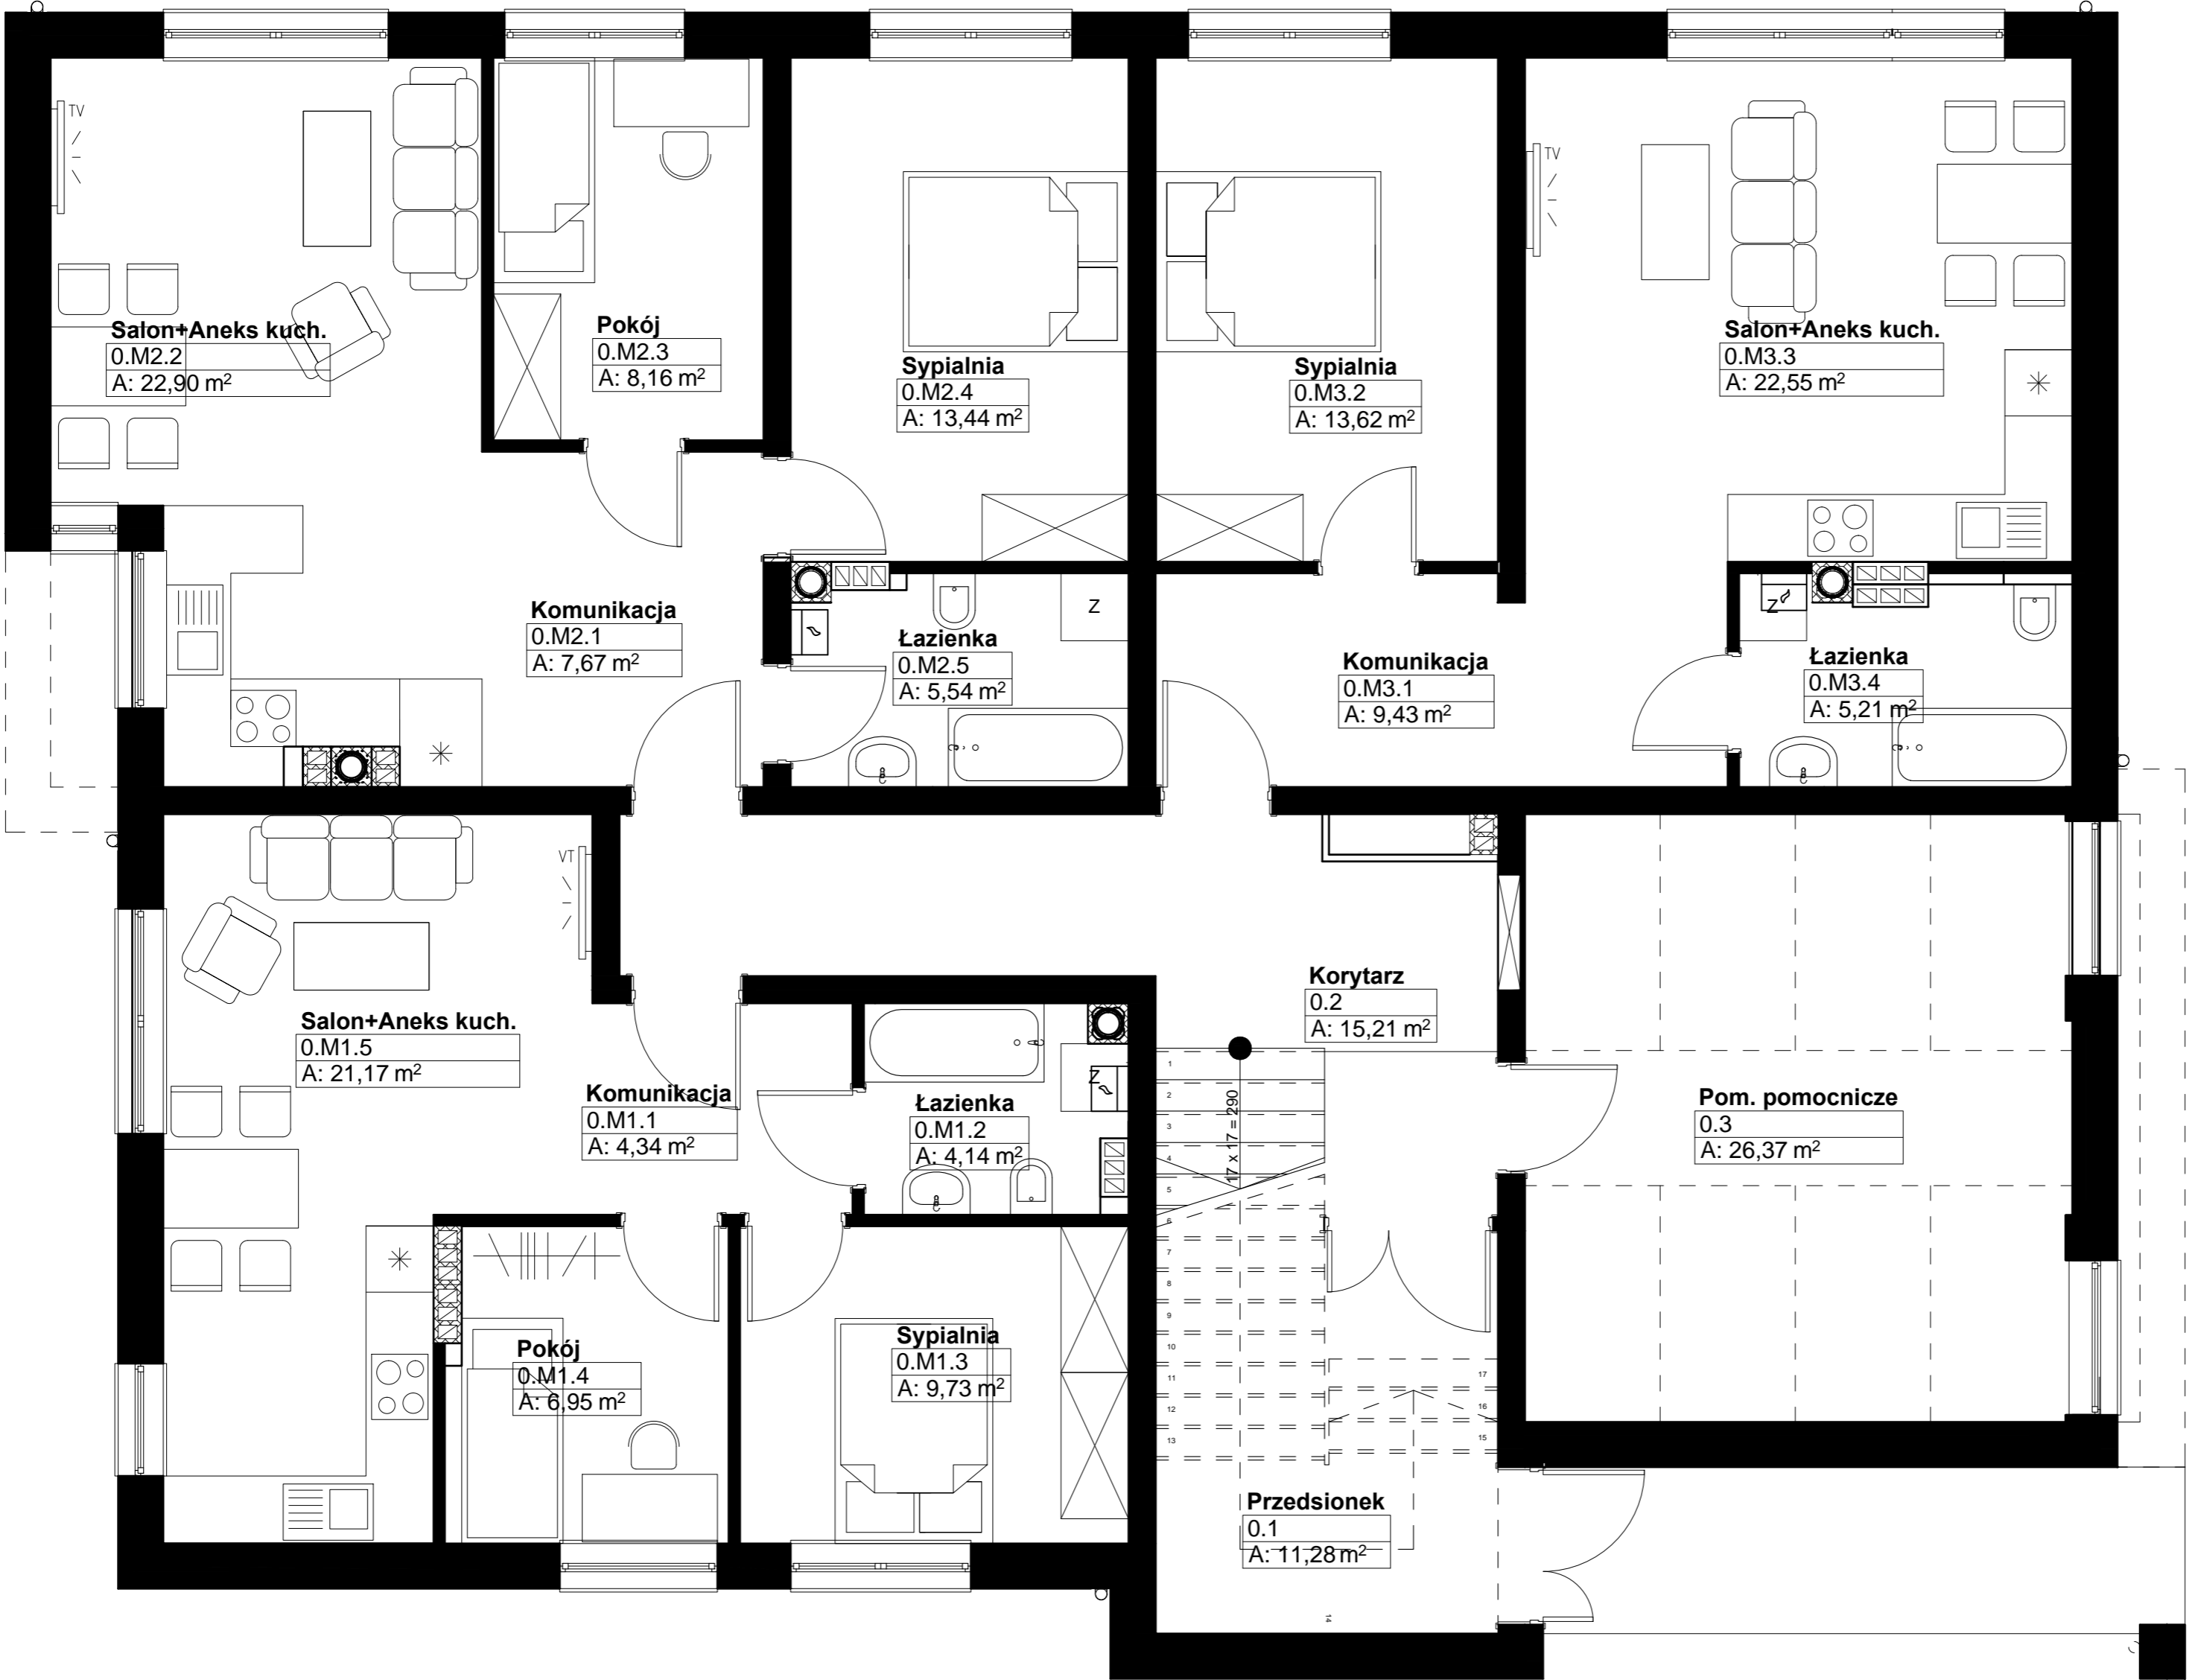 TV
Salon+Aneks kuch.
0.M2.2
A: 22,90 m²
Pokój
0.M2.3
A: 8,16 m²
Sypialnia
0.M2.4
A: 13,44 m²
Sypialnia
0.M3.2
A: 13,62 m²
TV
Salon+Aneks kuch.
0.M3.3
A: 22,55 m²
Komunikacja
0.M2.1
A: 7,67 m²
Z
Łazienka
0.M2.5
A: 5,54 m²
Komunikacja
0.M3.1
A: 9,43 m²
Z
Łazienka
0.M3.4
A: 5,21 m²
VT
Salon+Aneks kuch.
0.M1.5
A: 21,17 m²
Komunikacja
0.M1.1
A: 4,34 m²
Z
Łazienka
0.M1.2
A: 4,14 m²
Korytarz
0.2
A: 15,21 m²
Pom. pomocnicze
0.3
A: 26,37 m²
17 x 17 = 290
1
2
3
4
5
6
7
8
9
10
11
12
13
17
16
15
Pokój
0.M1.4
A: 6,95 m²
Sypialnia
0.M1.3
A: 9,73 m²
Przedsionek
0.1
A: 11,28 m²
14